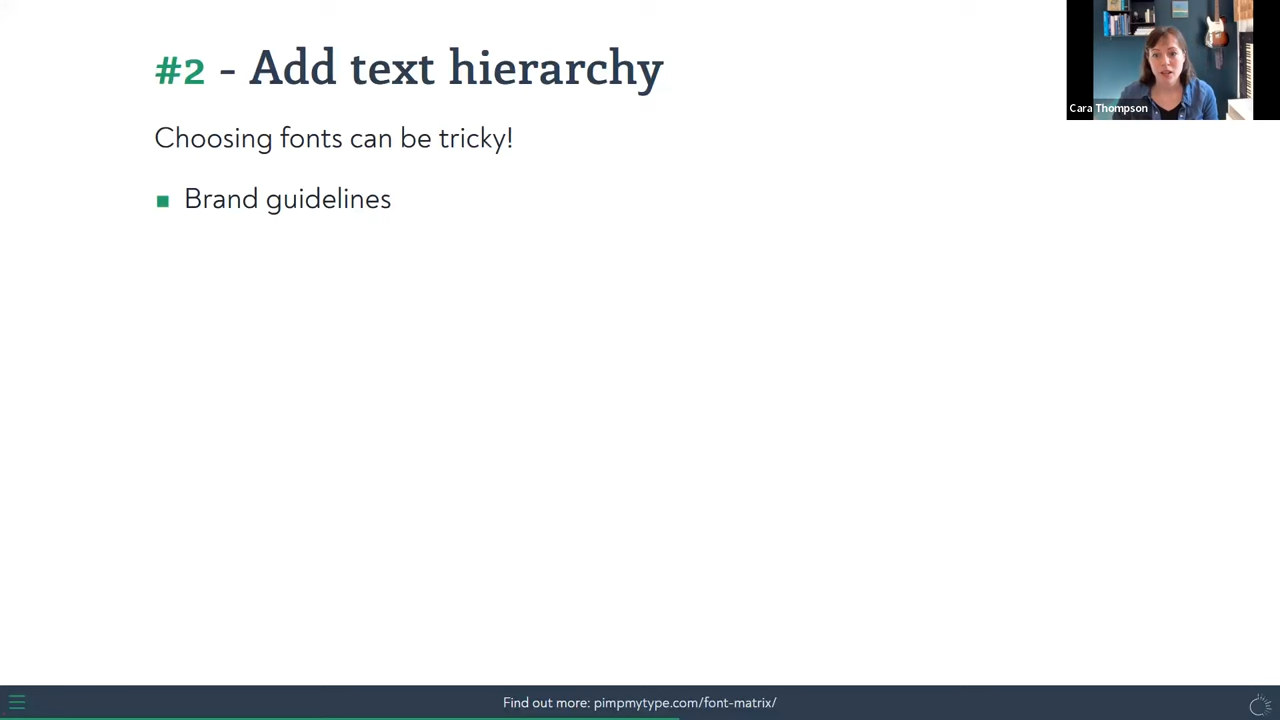 #2 - Add text hierarchy
Choosing fonts can be tricky!
Brand guidelines
Cara Thompson
Find out more: pimpmytype.com/font-matrix/